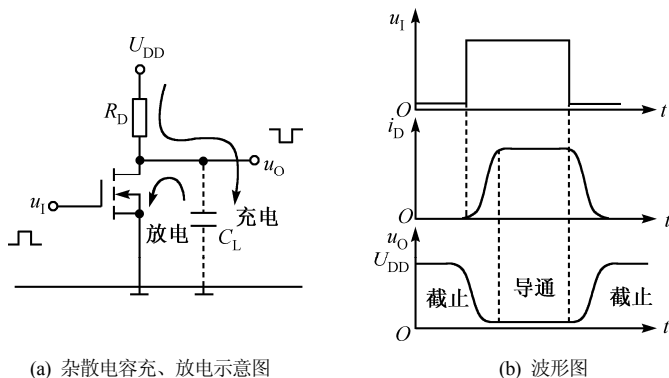 U_DD
R_D
u_I
u_O
放电
充电
C_L
(a) 杂散电容充、放电示意图
u_I
O
t
i_D
O
t
u_O
U_DD
截止
导通
截止
O
t
(b) 波形图